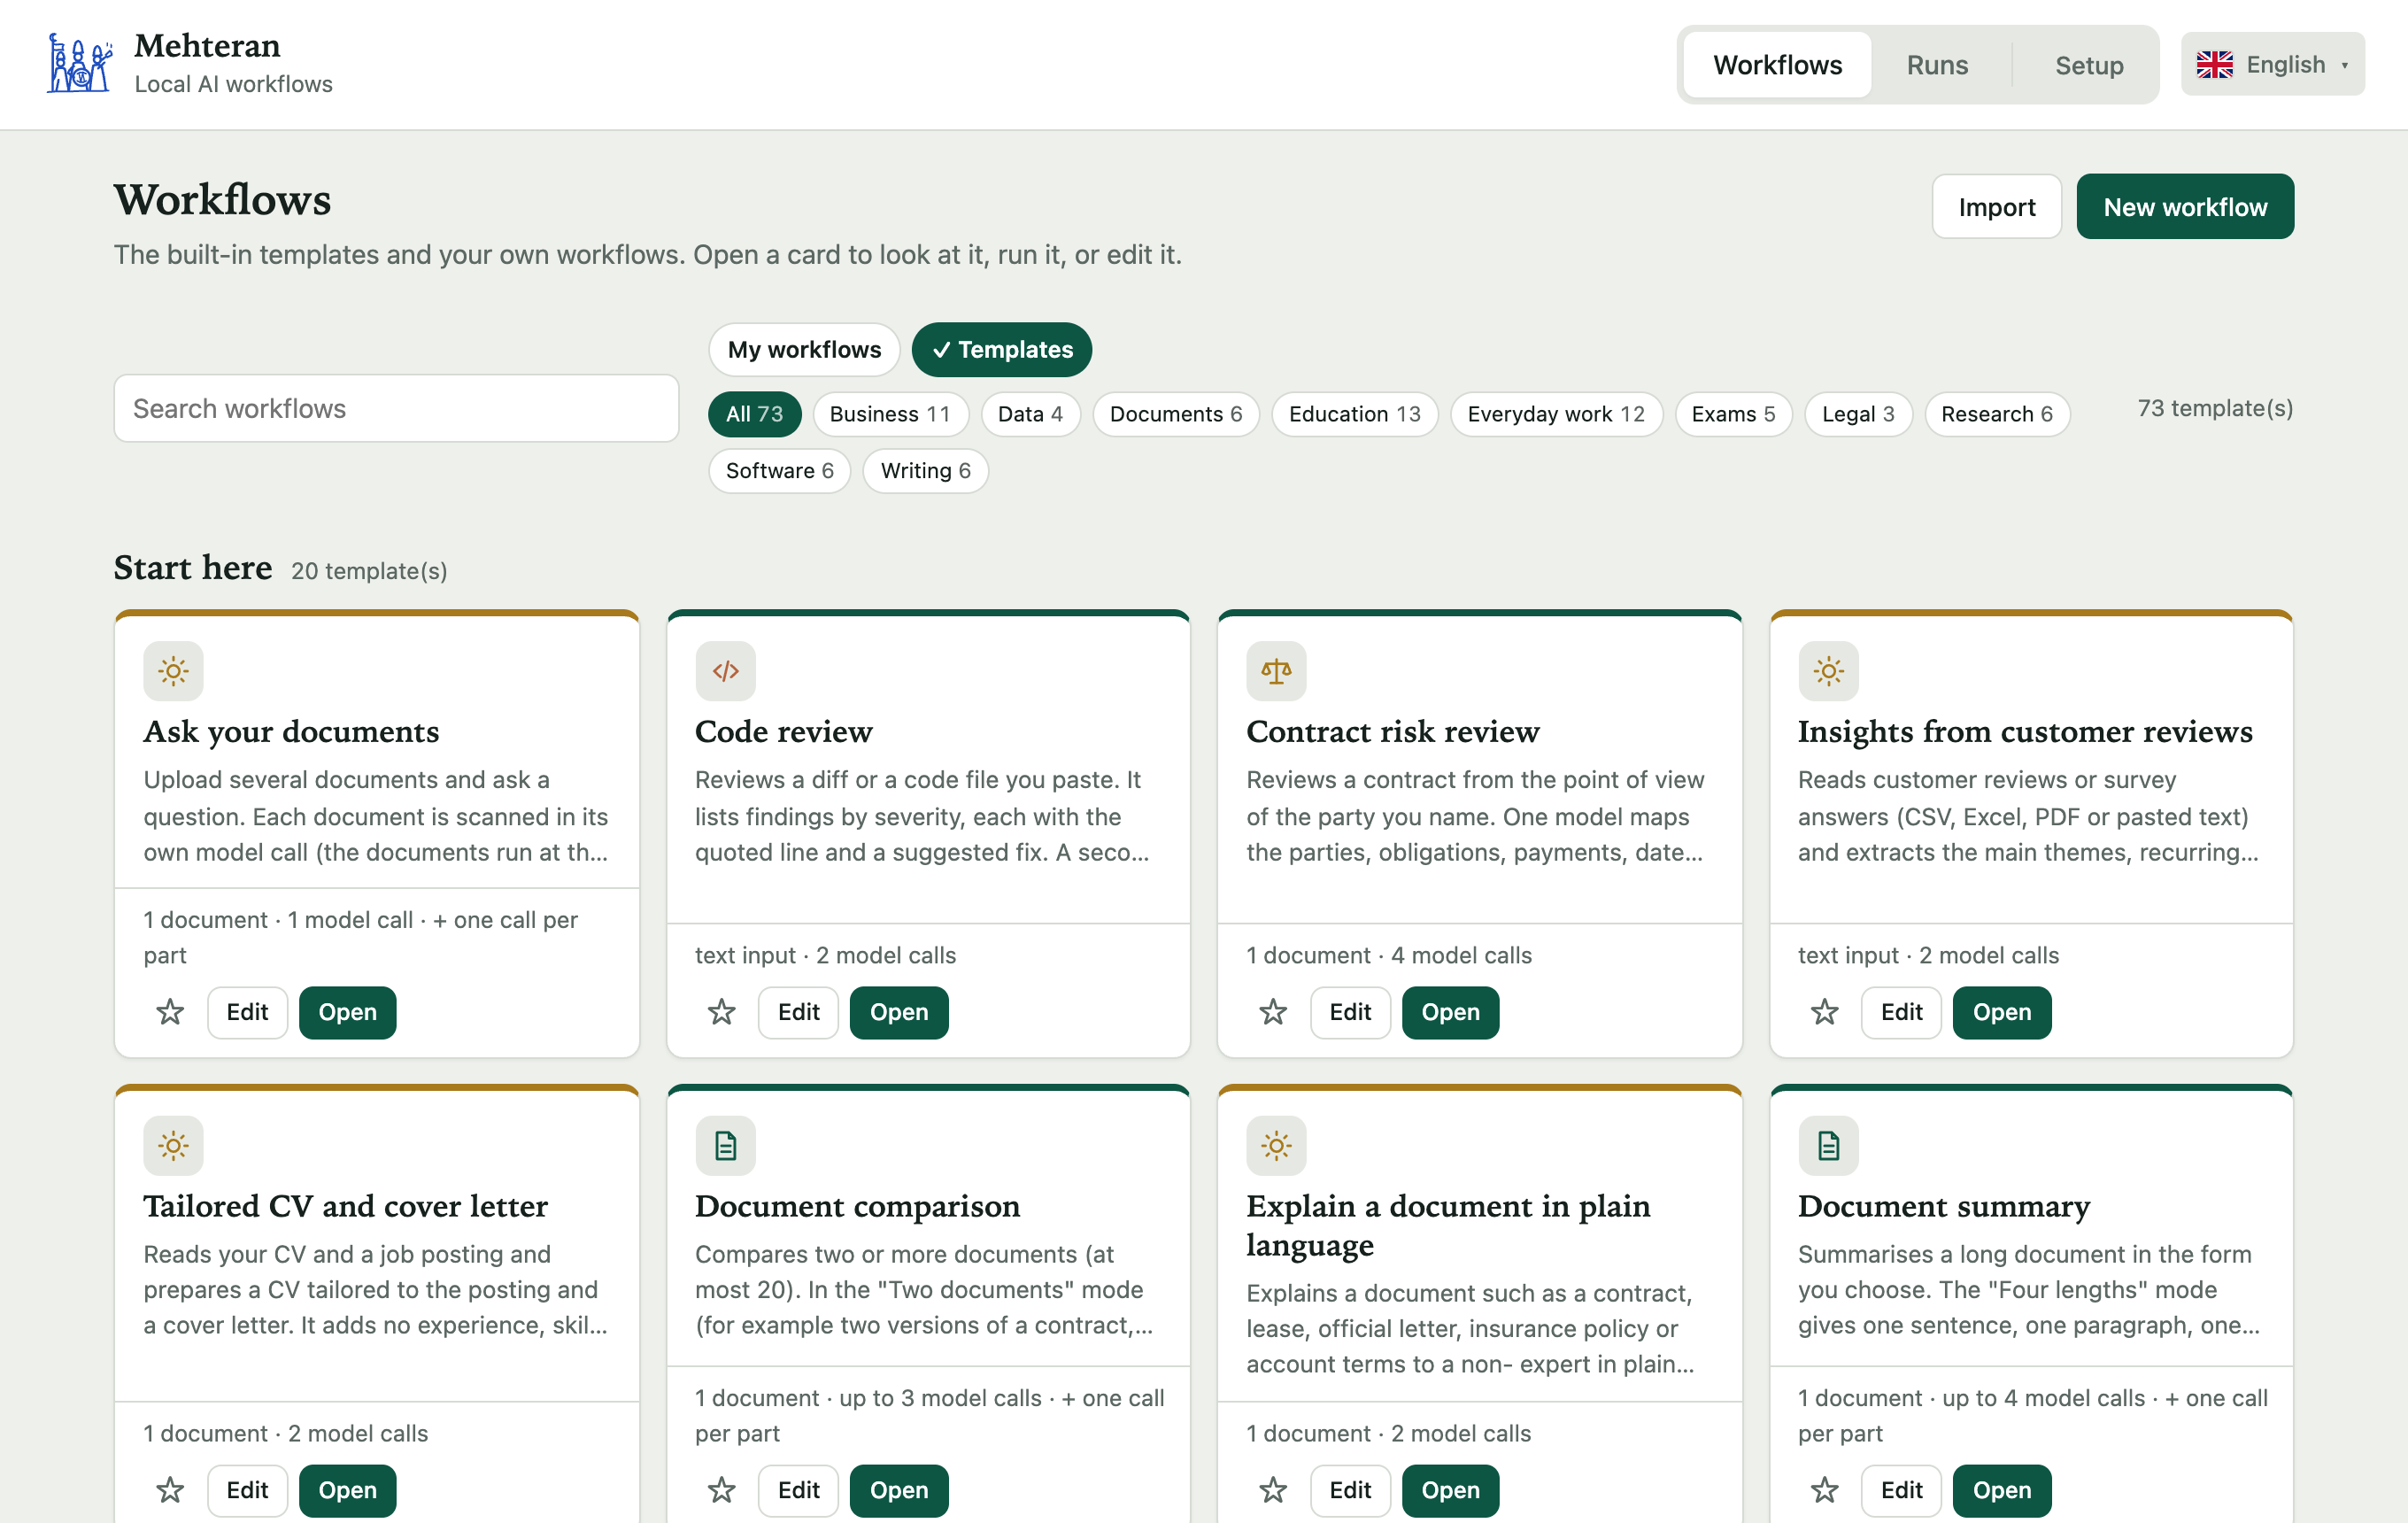 Mehteran
Local AI workflows
Workflows
Runs
Setup
English
Workflows
The built-in templates and your own workflows. Open a card to look at it, run it, or edit it.
Import
New workflow
Search workflows
My workflows
✓ Templates
All 73
Business 11
Data 4
Documents 6
Education 13
Everyday work 12
Exams 5
Legal 3
Research 6
Software 6
Writing 6
73 template(s)
Start here
20 template(s)
Ask your documents
Upload several documents and ask a
question. Each document is scanned in its
own model call (the documents run at th...
1 document · 1 model call · + one call per
part
Edit
Open
Code review
Reviews a diff or a code file you paste. It
lists findings by severity, each with the
quoted line and a suggested fix. A seco...
text input · 2 model calls
Edit
Open
Contract risk review
Reviews a contract from the point of view
of the party you name. One model maps
the parties, obligations, payments, date...
1 document · 4 model calls
Edit
Open
Insights from customer reviews
Reads customer reviews or survey
answers (CSV, Excel, PDF or pasted text)
and extracts the main themes, recurring...
text input · 2 model calls
Edit
Open
Tailored CV and cover letter
Reads your CV and a job posting and
prepares a CV tailored to the posting and
a cover letter. It adds no experience, skil...
1 document · 2 model calls
Edit
Open
Document comparison
Compares two or more documents (at
most 20). In the "Two documents" mode
(for example two versions of a contract,...
1 document · up to 3 model calls · + one call
per part
Edit
Open
Explain a document in plain
language
Explains a document such as a contract,
lease, official letter, insurance policy or
account terms to a non- expert in plain...
1 document · 2 model calls
Edit
Open
Document summary
Summarises a long document in the form
you choose. The "Four lengths" mode
gives one sentence, one paragraph, one...
1 document · up to 4 model calls · + one call
per part
Edit
Open